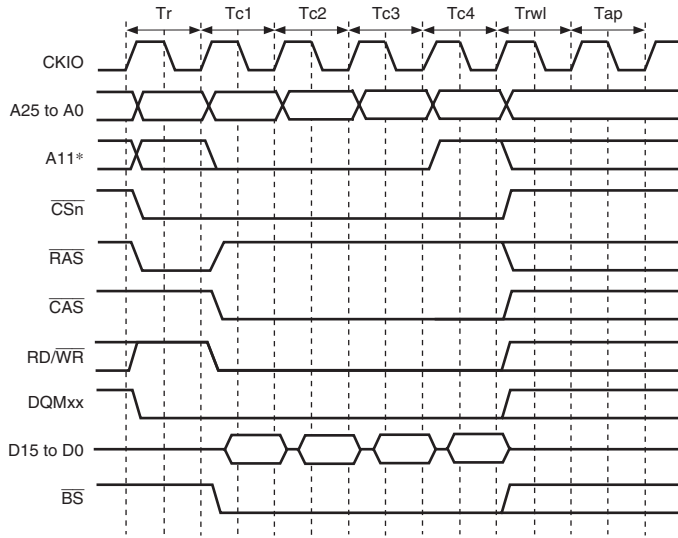 Tr Tc1 Tc2 Tc3 Tc4 Trwl Tap
CKIO
A25 to A0
A11*
CSn
RAS
CAS
RD/WR
DQMxx
D15 to D0
BS